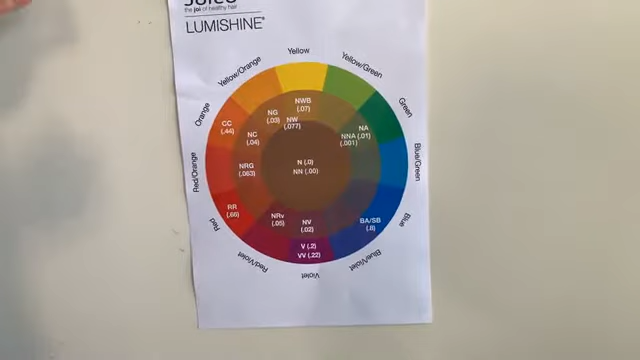 the joi of healthy hair
LUMISHINE®
Yellow
Yellow/Orange
Yellow/Green
Orange
Green
Red/Orange
Blue/Green
Red
Blue
Red/Violet
Blue/Violet
Violet
NWB
(.07)
NG
(.03)
NW
(.077)
CC
(.44)
NC
(.04)
NA
(.01)
NNA
(.001)
NRG
(.063)
N (.0)
NN (.00)
RR
(.66)
NRv
(.05)
NV
(.02)
BA/SB
(.8)
V (.2)
VV (.22)